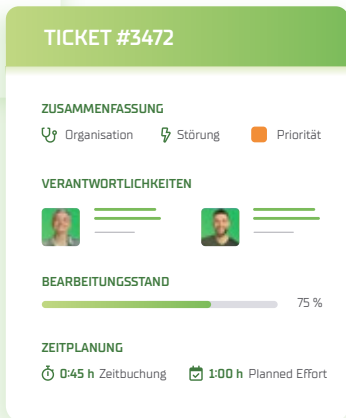 TICKET #3472
ZUSAMMENFASSUNG
Organisation Störung Priorität
VERANTWORTLICHKEITEN
BEARBEITUNGSSTAND
75 %
ZEITPLANUNG
0:45 h Zeitbuchung 1:00 h Planned Effort